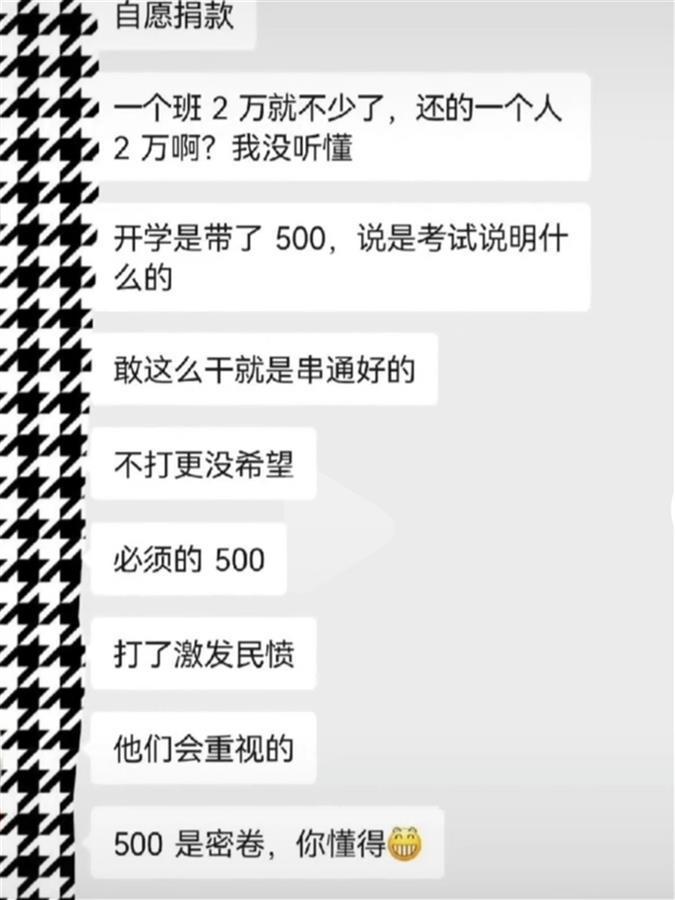 自愿捐款
一个班 2 万就不少了，还的一个人
2 万啊？我没听懂
开学是带了 500，说是考试说明什
么的
敢这么干就是串通好的
不打更没希望
必须的 500
打了激发民愤
他们会重视的
500 是密卷，你懂得😁